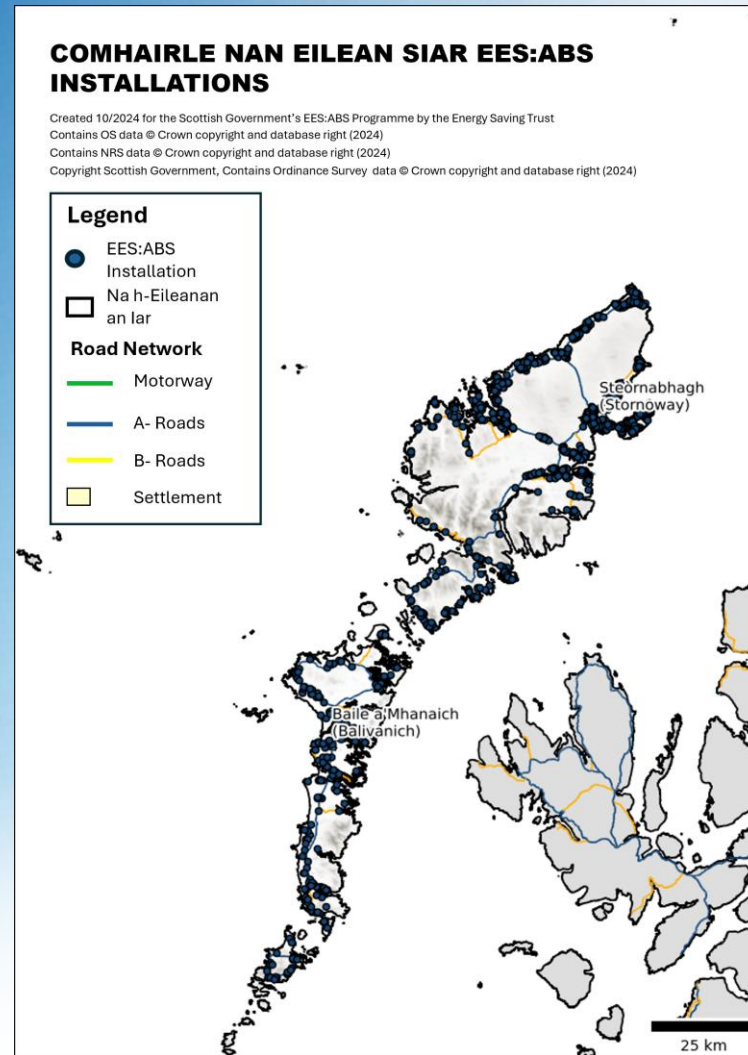 COMHAIRLE NAN EILEAN SIAR EES:ABS
INSTALLATIONS
Created 10/2024 for the Scottish Government's EES:ABS Programme by the Energy Saving Trust
Contains OS data © Crown copyright and database right (2024)
Contains NRS data © Crown copyright and database right (2024)
Copyright Scottish Government, Contains Ordinance Survey data © Crown copyright and database right (2024)
Legend
EES:ABS
Installation
Na h-Eileanan
an Iar
Road Network
Motorway
A- Roads
B- Roads
Settlement
Steòrnabhagh
(Stornoway)
Baile a'Mhanaich
(Balivanich)
25 km